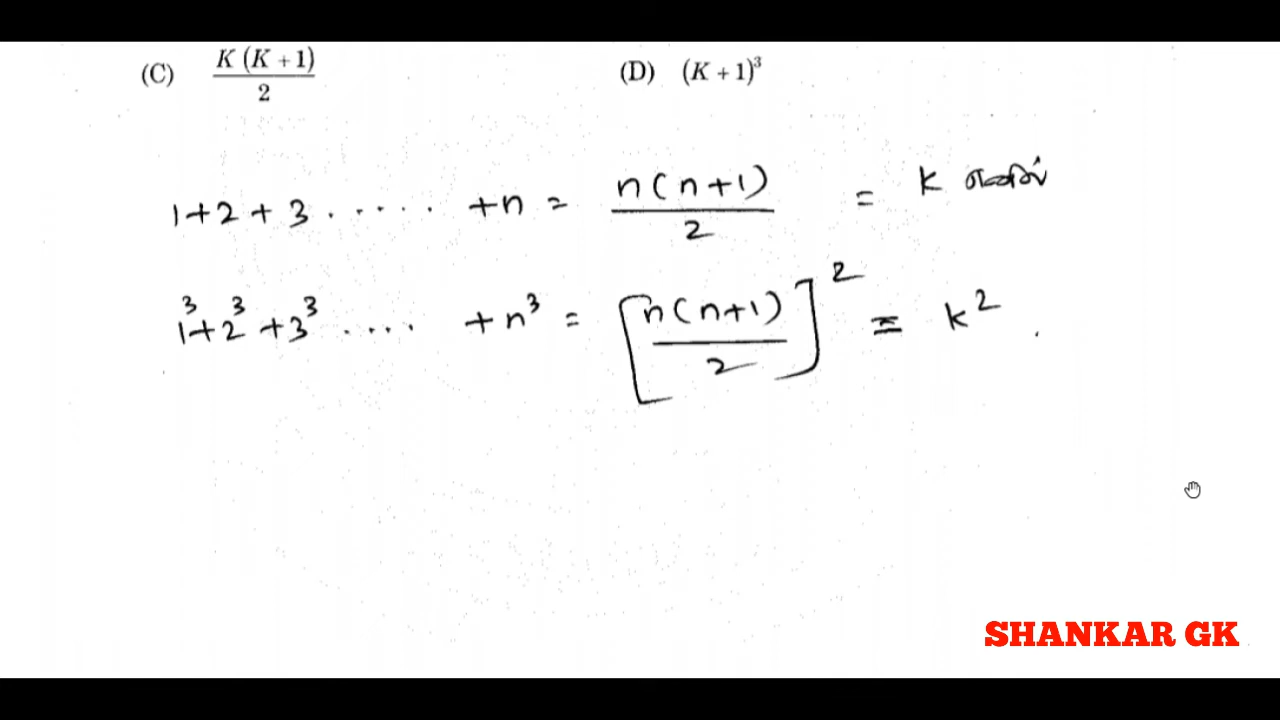 (C) K (K + 1) / 2 (D) (K + 1)³
1+2+3 . . . . . +n = n(n+1) / 2 = K எனில்
1³+2³+3³ . . . . +n³ = [n(n+1) / 2]² = k²
SHANKAR GK